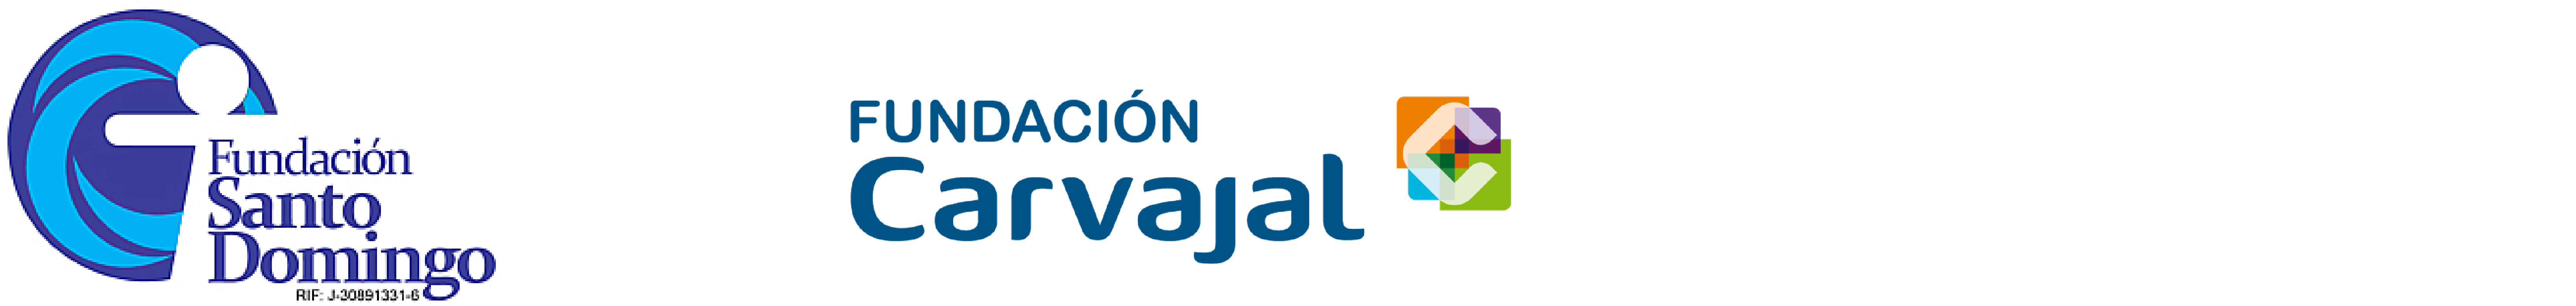 Fundación
Santo
Domingo
RIF: J-30891331-6
FUNDACIÓN
Carvajal